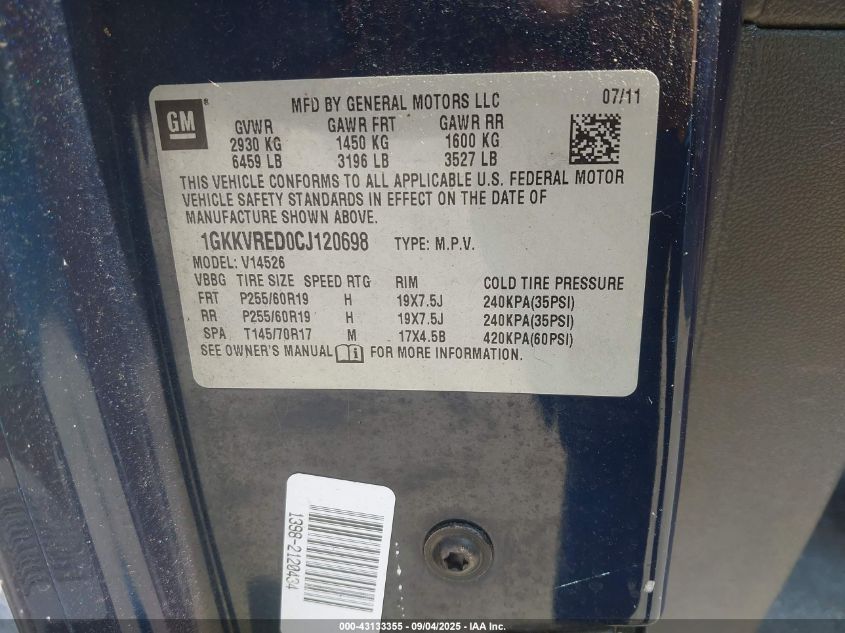 GM ® MFD BY GENERAL MOTORS LLC 07/11
GVWR GAWR FRT GAWR RR
2930 KG 1450 KG 1600 KG
6459 LB 3196 LB 3527 LB
THIS VEHICLE CONFORMS TO ALL APPLICABLE U.S. FEDERAL MOTOR
VEHICLE SAFETY STANDARDS IN EFFECT ON THE DATE OF
MANUFACTURE SHOWN ABOVE.
1GKKVRED0CJ120698 TYPE: M.P.V.
MODEL: V14526
VBBG TIRE SIZE SPEED RTG RIM COLD TIRE PRESSURE
FRT P255/60R19 H 19X7.5J 240KPA(35PSI)
RR P255/60R19 H 19X7.5J 240KPA(35PSI)
SPA T145/70R17 M 17X4.5B 420KPA(60PSI)
SEE OWNER'S MANUAL FOR MORE INFORMATION.
1398-2120434
000-43133355 - 09/04/2025 - IAA Inc.